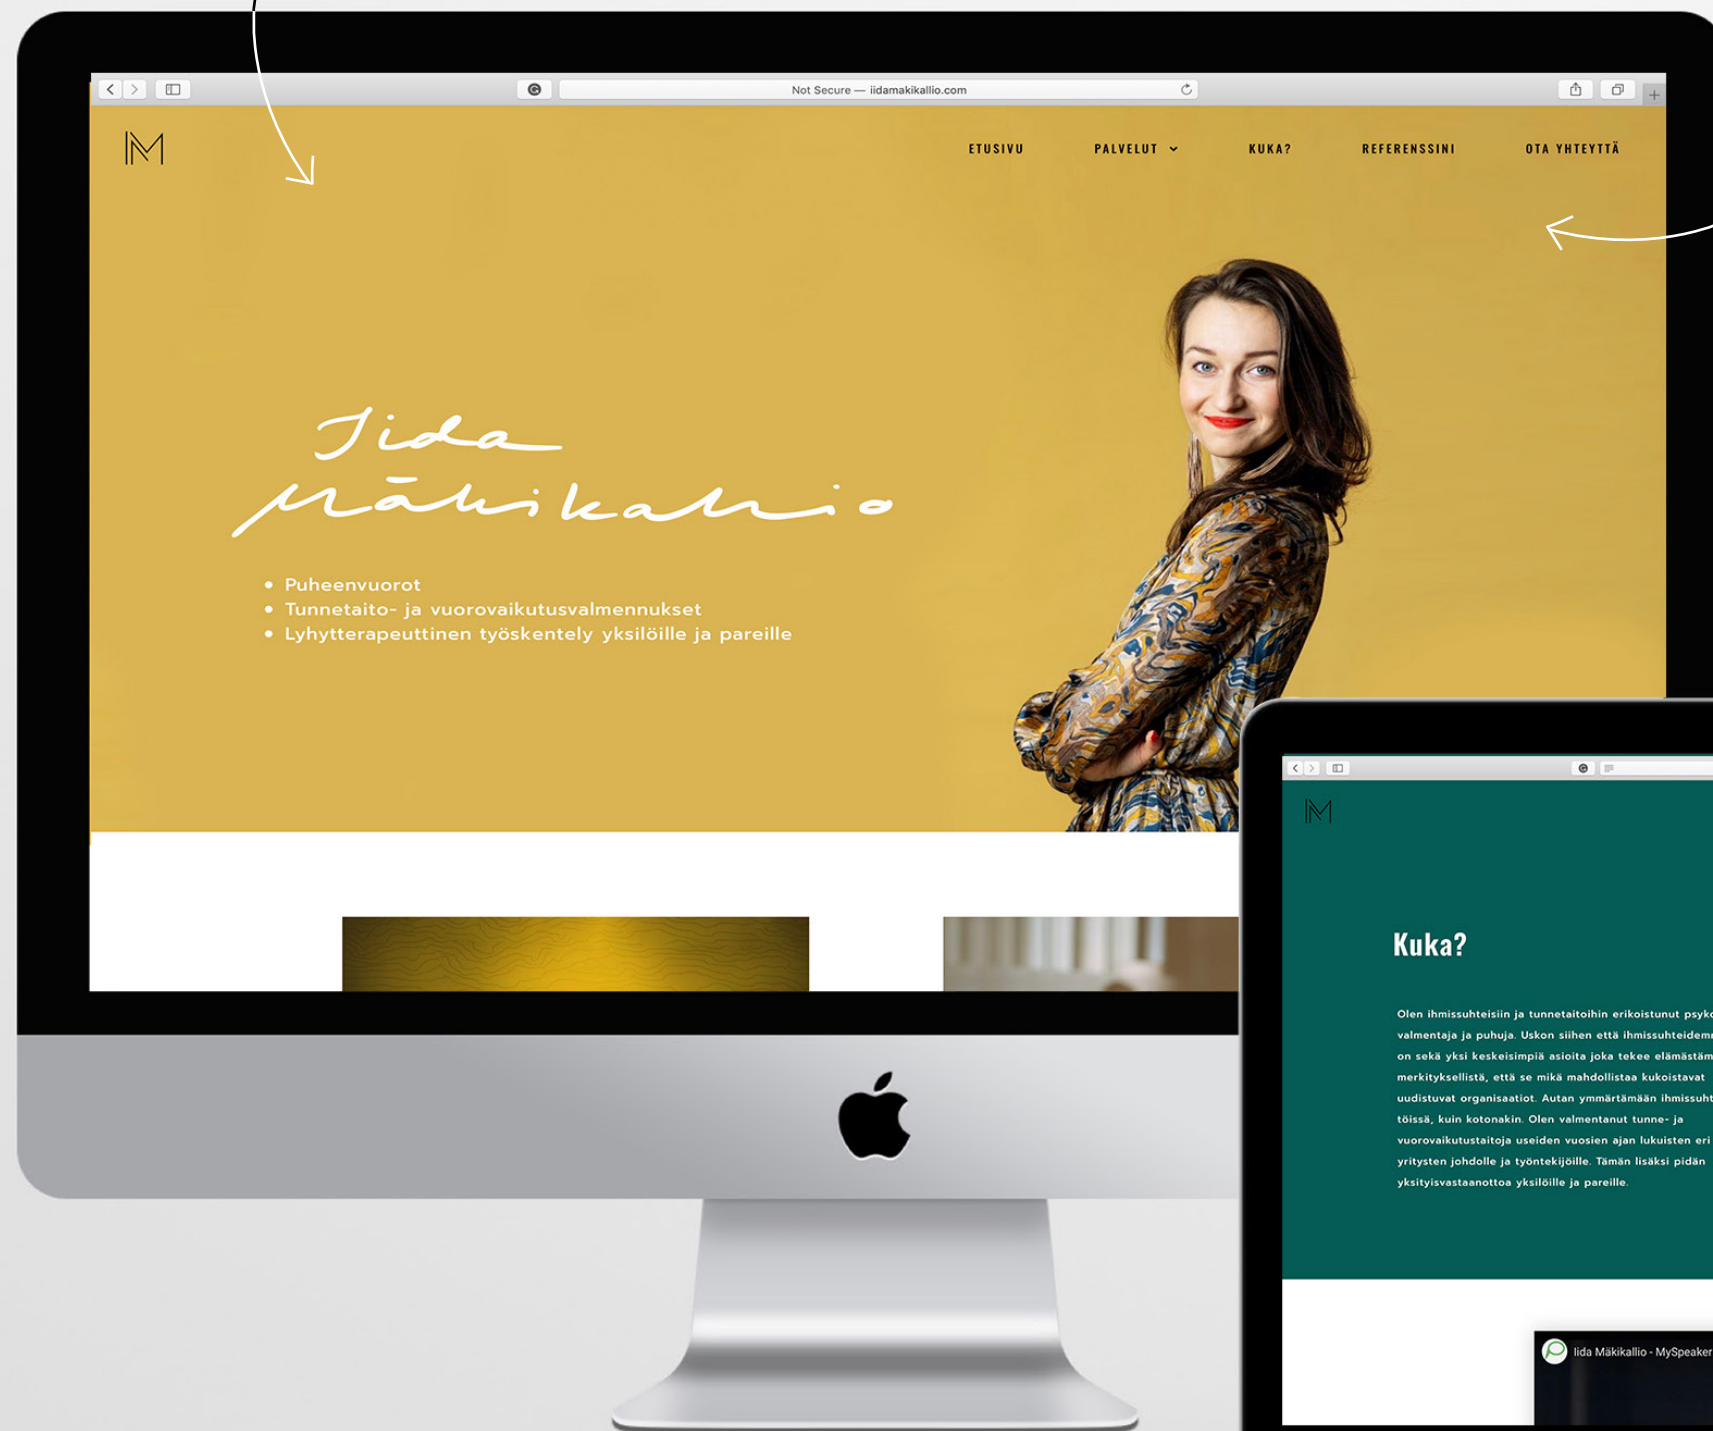 Not Secure — iidamakikallio.com
IM
ETUSIVU
PALVELUT
KUKA?
REFERENSSINI
OTA YHTEYTTÄ
Iida
Mäkikallio
• Puheenvuorot
• Tunnetaito- ja vuorovaikutusvalmennukset
• Lyhytterapeuttinen työskentely yksilöille ja pareille
IM
Kuka?
Olen ihmissuhteisiin ja tunnetaitoihin erikoistunut
valmentaja ja puhuja. Uskon siihen että
on sekä yksi keskeisimpiä asioita joka tekee
merkityksellistä, että se mikä mahdollistaa kukoistavat
uudistuvat organisaatiot. Autan ymmärtämään
töissä, kuin kotonakin. Olen valmentanut tunne- ja
vuorovaikutustaitoja useiden vuosien ajan lukuisten eri
yritysten johdolle ja työntekijöille. Tämän lisäksi pidän
yksityisvastaanottoa yksilöille ja pareille.
Iida Mäkikallio - MySpeaker